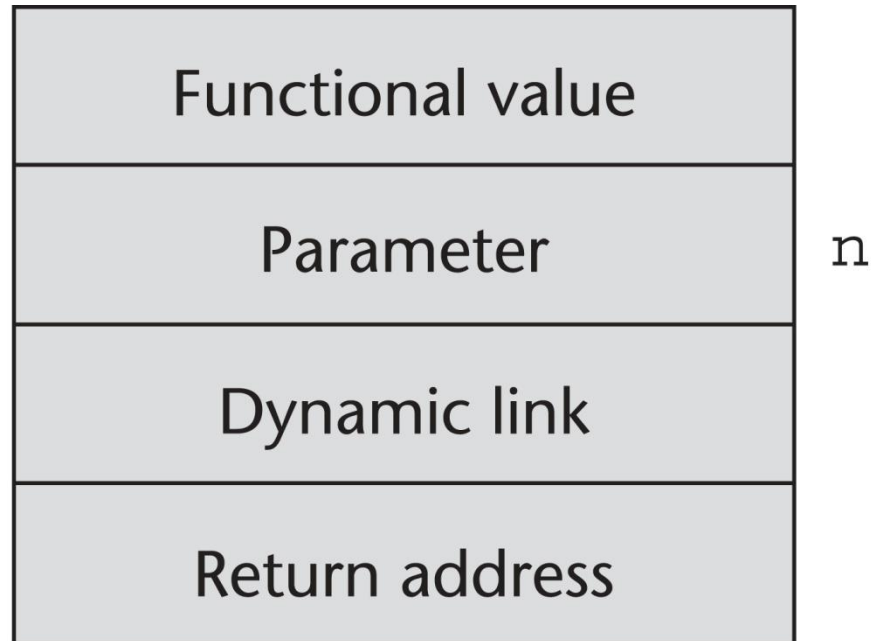 Functional value
Parameter n
Dynamic link
Return address